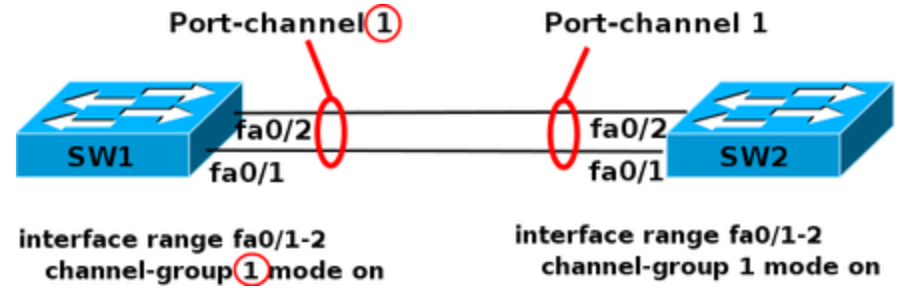 Port-channel 1
Port-channel 1
fa0/2
fa0/2
SW1
SW2
fa0/1
fa0/1
interface range fa0/1-2
channel-group 1 mode on
interface range fa0/1-2
channel-group 1 mode on